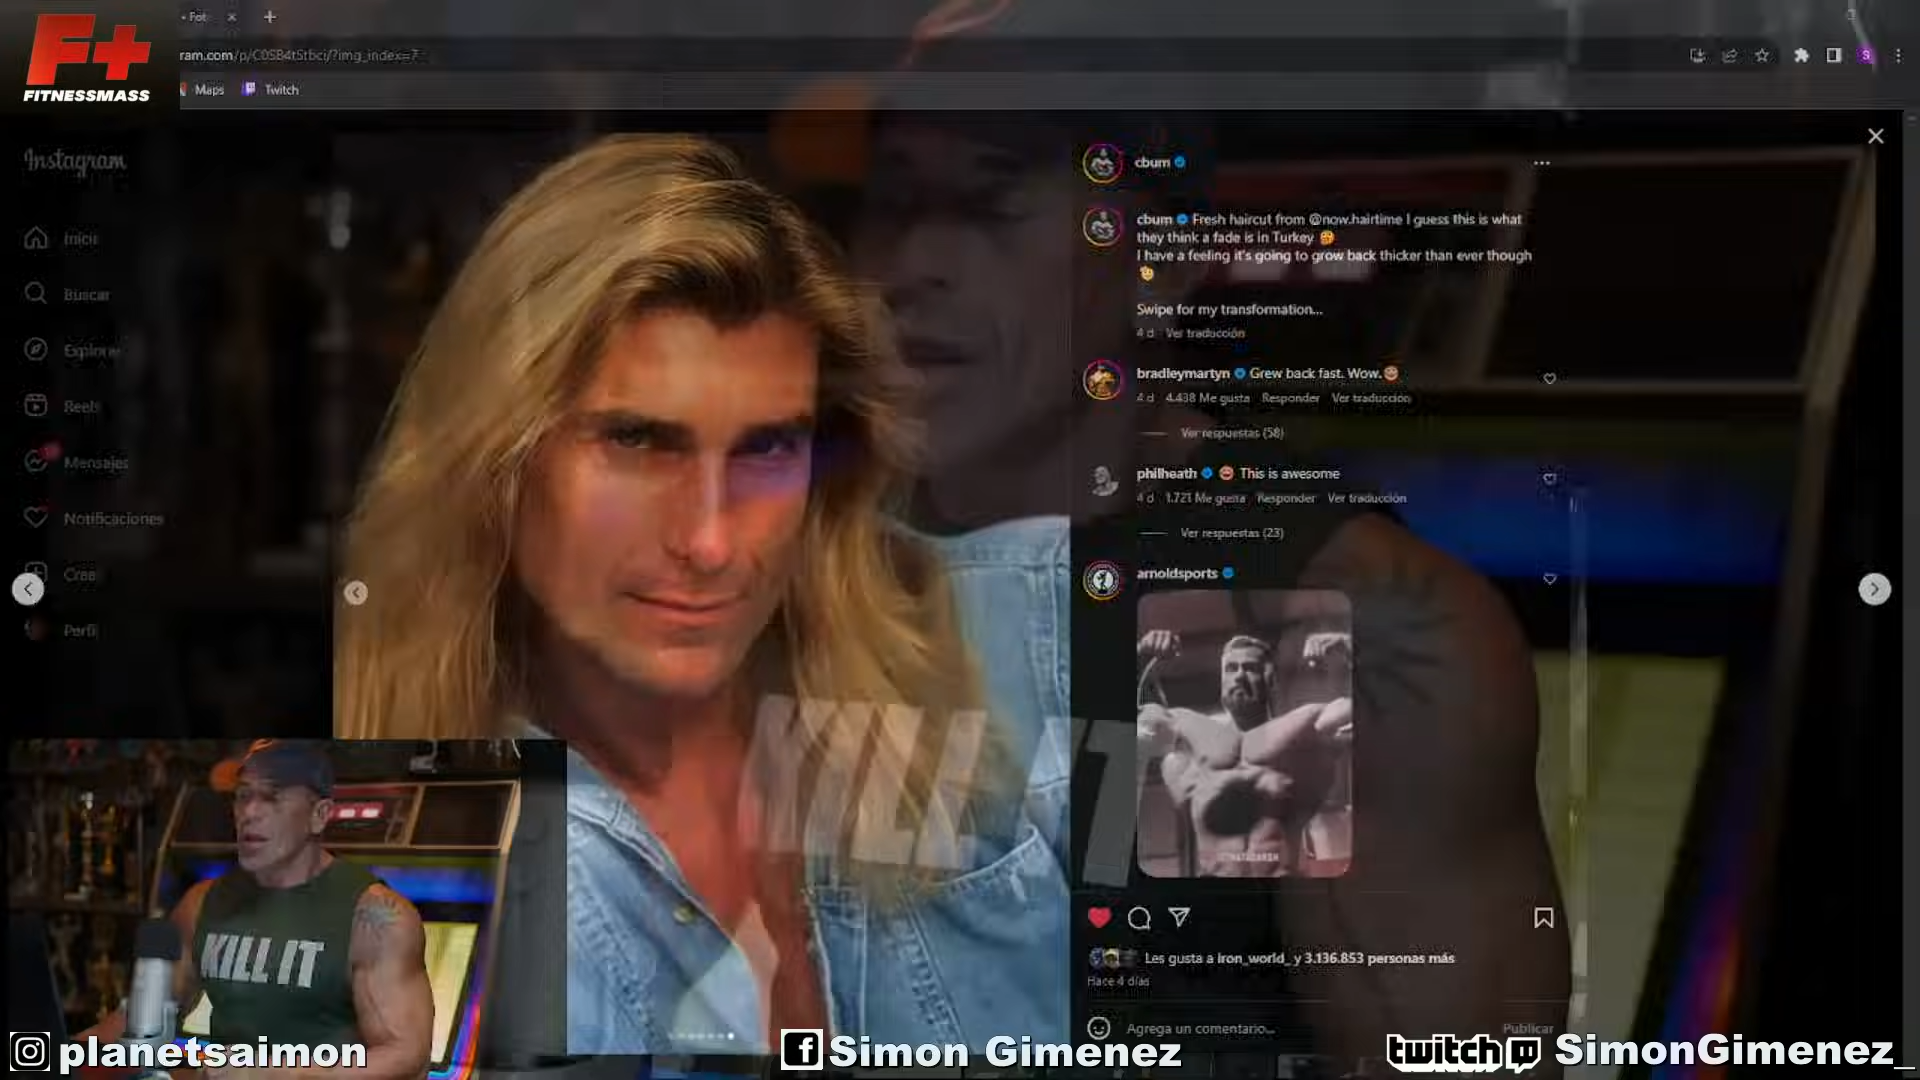 F+
FITNESSMASS
Fot
ram.com/p/C0SB4tStbcj/?img_index=7
Maps
Twitch
Instagram
Inicio
Buscar
Explorar
Reels
Mensajes
Notificaciones
Crea
Perfil
cbum
cbum Fresh haircut from @now.hairtime I guess this is what
they think a fade is in Turkey
I have a feeling it's going to grow back thicker than ever though
Swipe for my transformation...
4 d Ver traducción
bradleymartyn Grew back fast. Wow.
4 d 4.438 Me gusta Responder Ver traducción
Ver respuestas (58)
philheath This is awesome
4 d 1.721 Me gusta Responder Ver traducción
Ver respuestas (23)
arnoldsports
Les gusta a iron_world_ y 3.136.853 personas más
Hace 4 días
Agrega un comentario...
Publicar
KILL IT
KILL IT
planetsaimon
Simon Gimenez
twitch SimonGimenez_